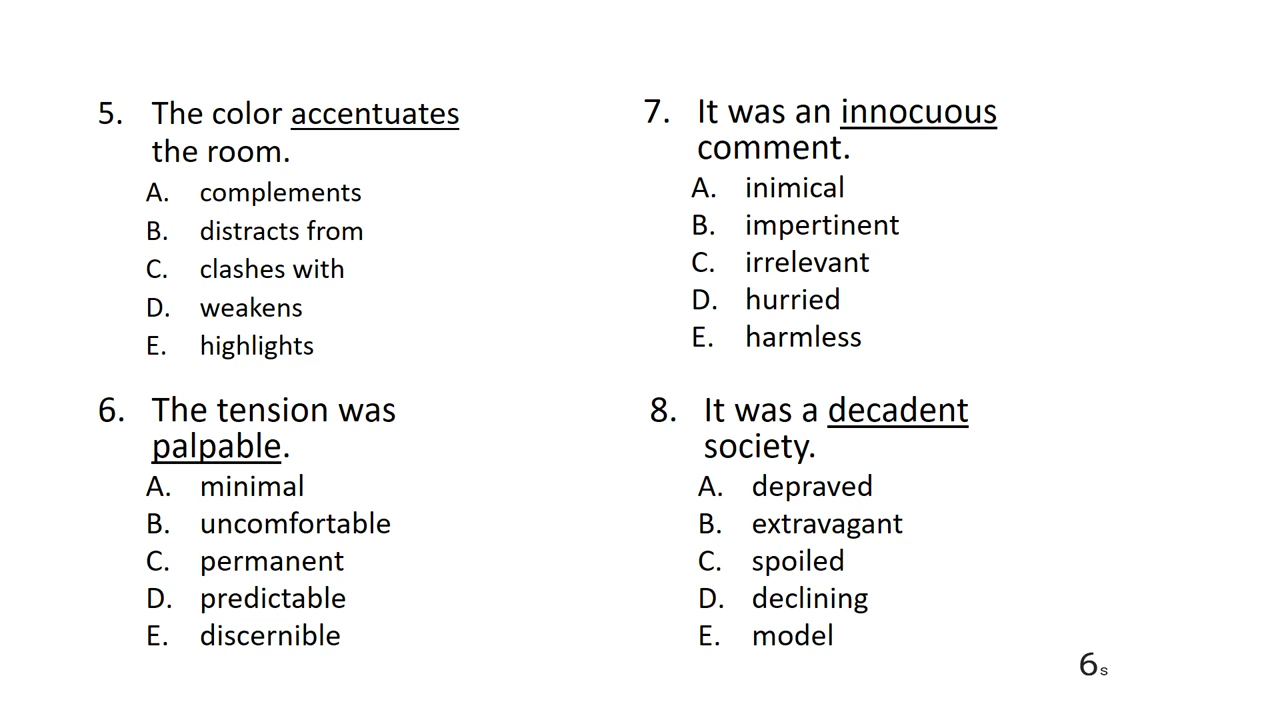 5. The color accentuates
the room.
A. complements
B. distracts from
C. clashes with
D. weakens
E. highlights
6. The tension was
palpable.
A. minimal
B. uncomfortable
C. permanent
D. predictable
E. discernible
7. It was an innocuous
comment.
A. inimical
B. impertinent
C. irrelevant
D. hurried
E. harmless
8. It was a decadent
society.
A. depraved
B. extravagant
C. spoiled
D. declining
E. model
6s